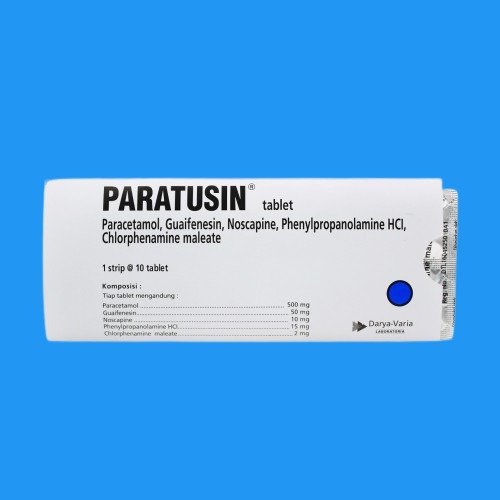 PARATUSIN® tablet
Paracetamol, Guaifenesin, Noscapine, Phenylpropanolamine HCl,
Chlorphenamine maleate
1 strip @ 10 tablet
Komposisi :
Tiap tablet mengandung :
Paracetamol 500 mg
Guaifenesin 50 mg
Noscapine 10 mg
Phenylpropanolamine HCl 15 mg
Chlorphenamine maleate 2 mg
Darya-Varia
LABORATORIA